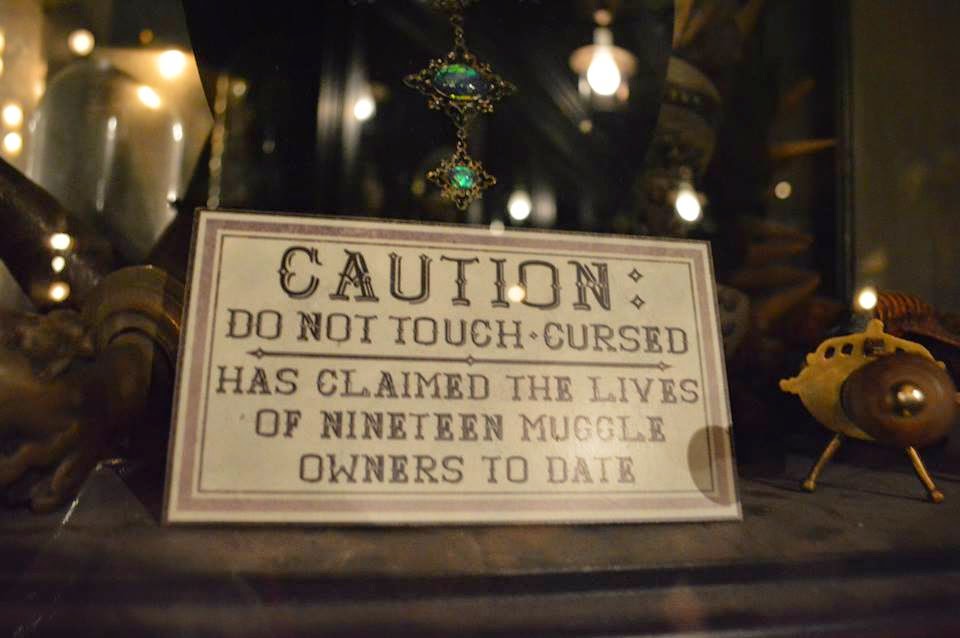 CAUTION:
DO NOT TOUCH·CURSED
HAS CLAIMED THE LIVES
OF NINETEEN MUGGLE
OWNERS TO DATE